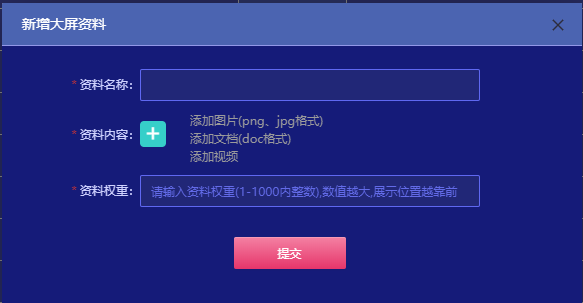 新增大屏资料
*资料名称:
*资料内容:
添加图片(png、jpg格式)
添加文档(doc格式)
添加视频
*资料权重:
请输入资料权重(1-1000内整数),数值越大,展示位置越靠前
提交